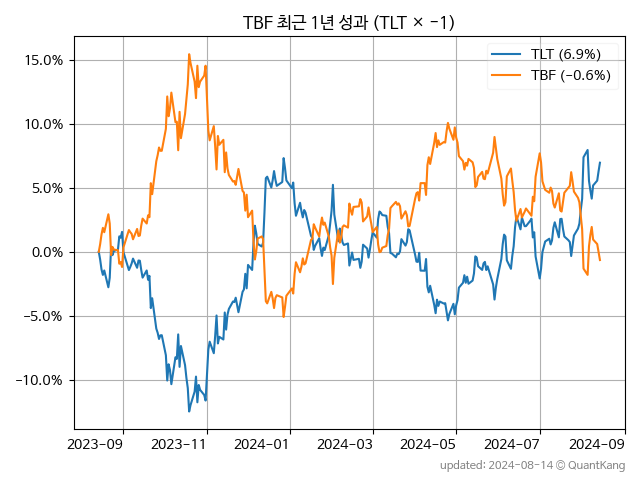 TBF 최근 1년 성과 (TLT × −1)
TLT (6.9%)
TBF (−0.6%)
15.0%
10.0%
5.0%
0.0%
−5.0%
−10.0%
2023-09 2023-11 2024-01 2024-03 2024-05 2024-07 2024-09
updated: 2024-08-14 © QuantKang